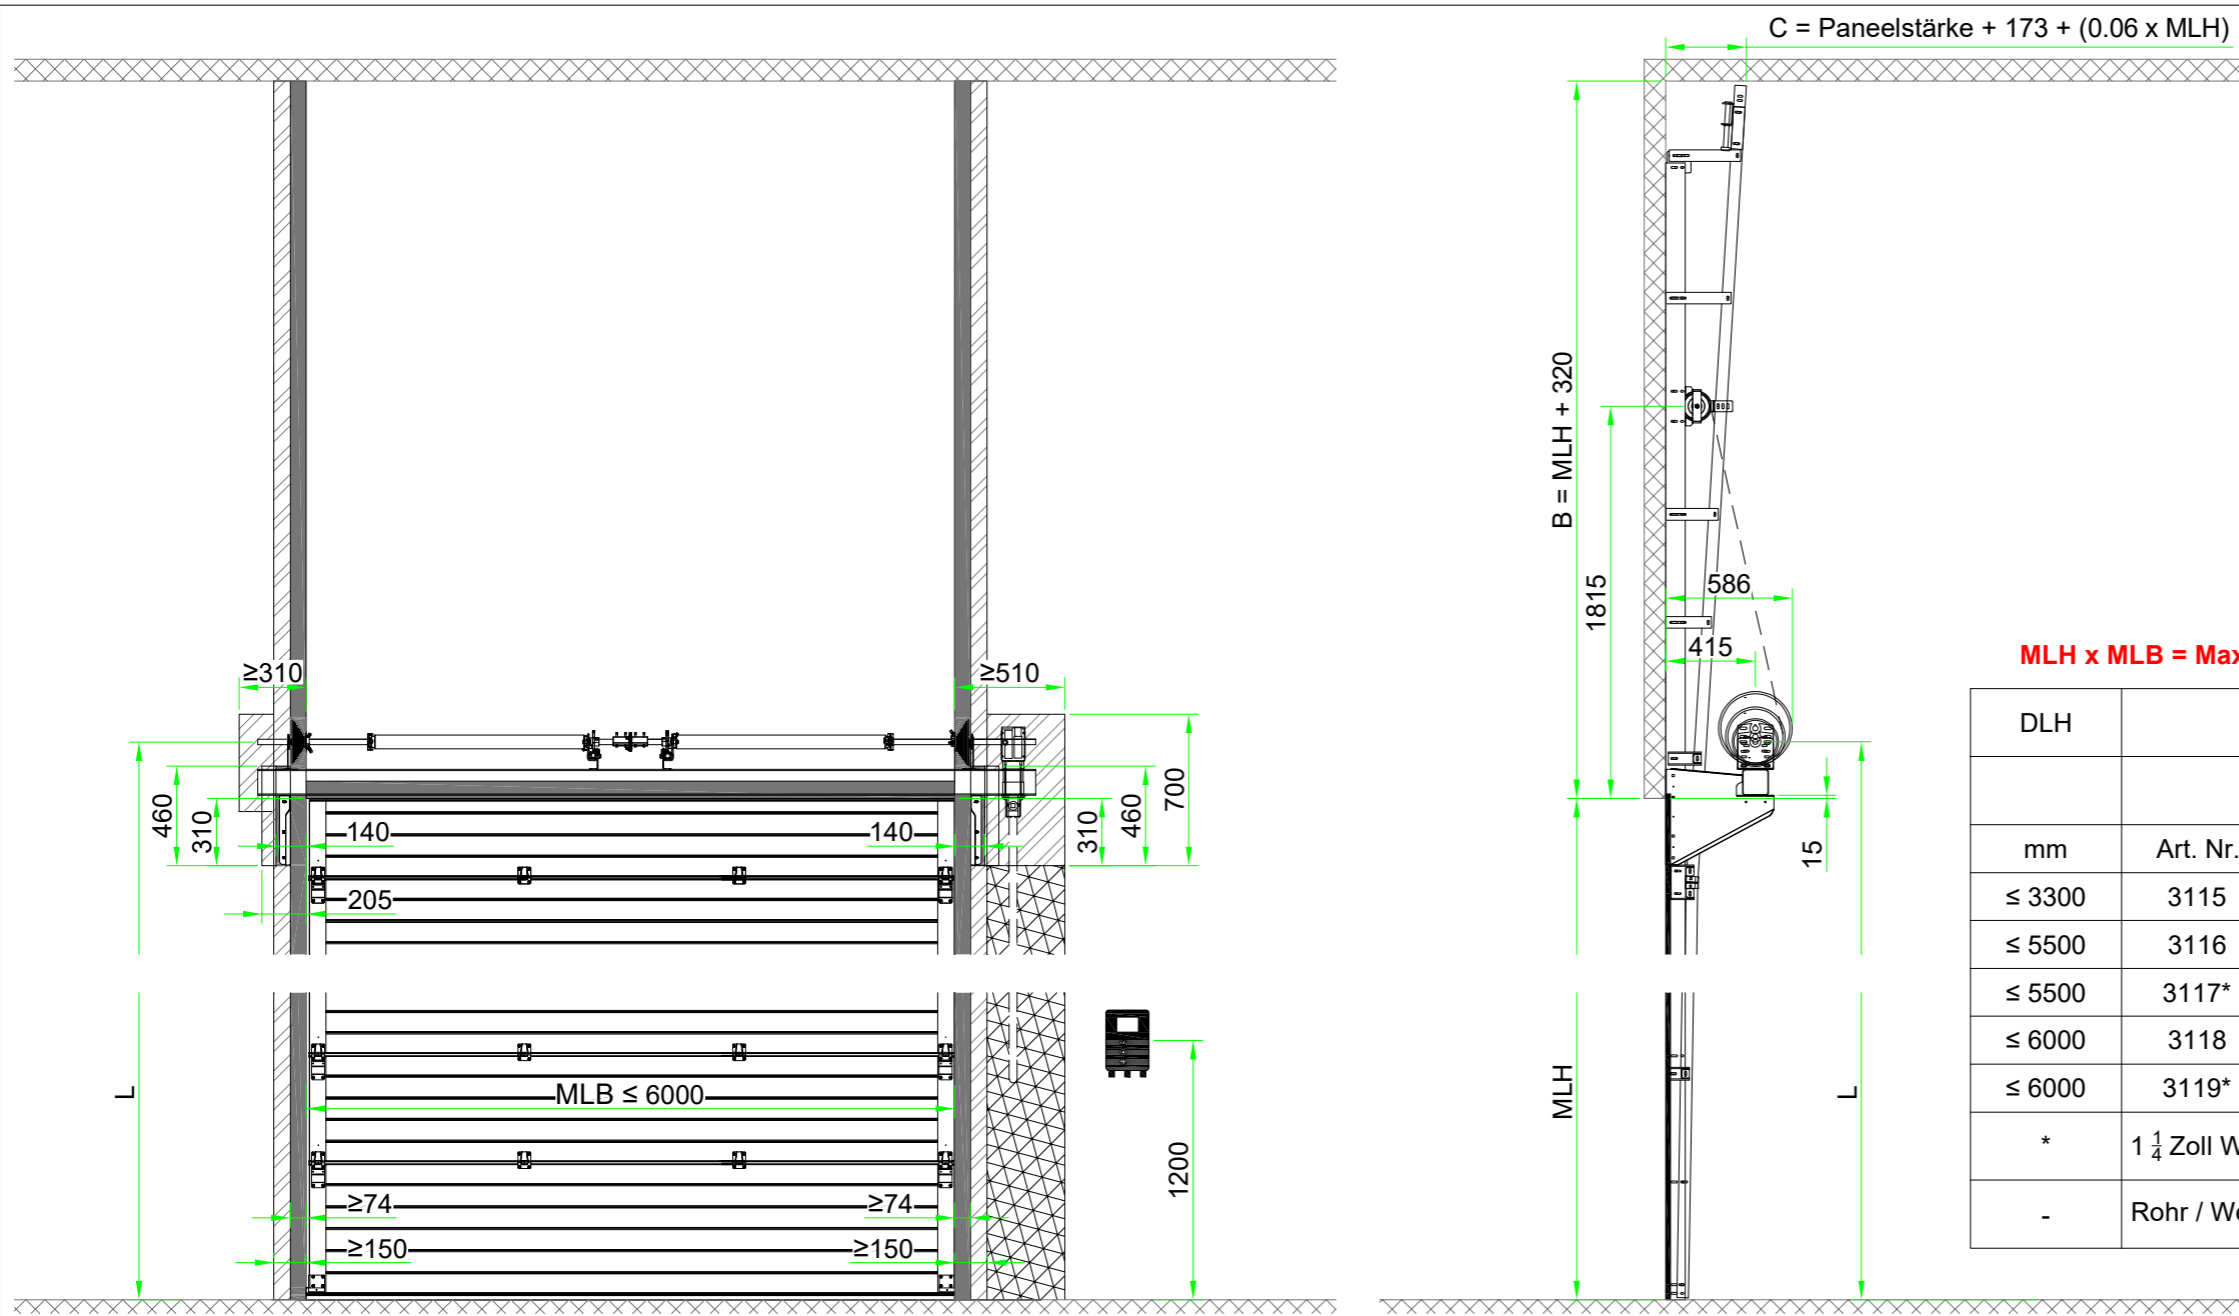 C = Paneelstärke + 173 + (0.06 x MLH)
B = MLH + 320
1815
586
415
15
MLH
L
≥310
≥510
460
310
140
140
310
460
700
205
L
MLB ≤ 6000
1200
≥74
≥74
≥150
≥150
MLH x MLB = Max
DLH
mm Art. Nr.
≤ 3300 3115
≤ 5500 3116
≤ 5500 3117*
≤ 6000 3118
≤ 6000 3119*
* 1 1/4 Zoll W
- Rohr / We